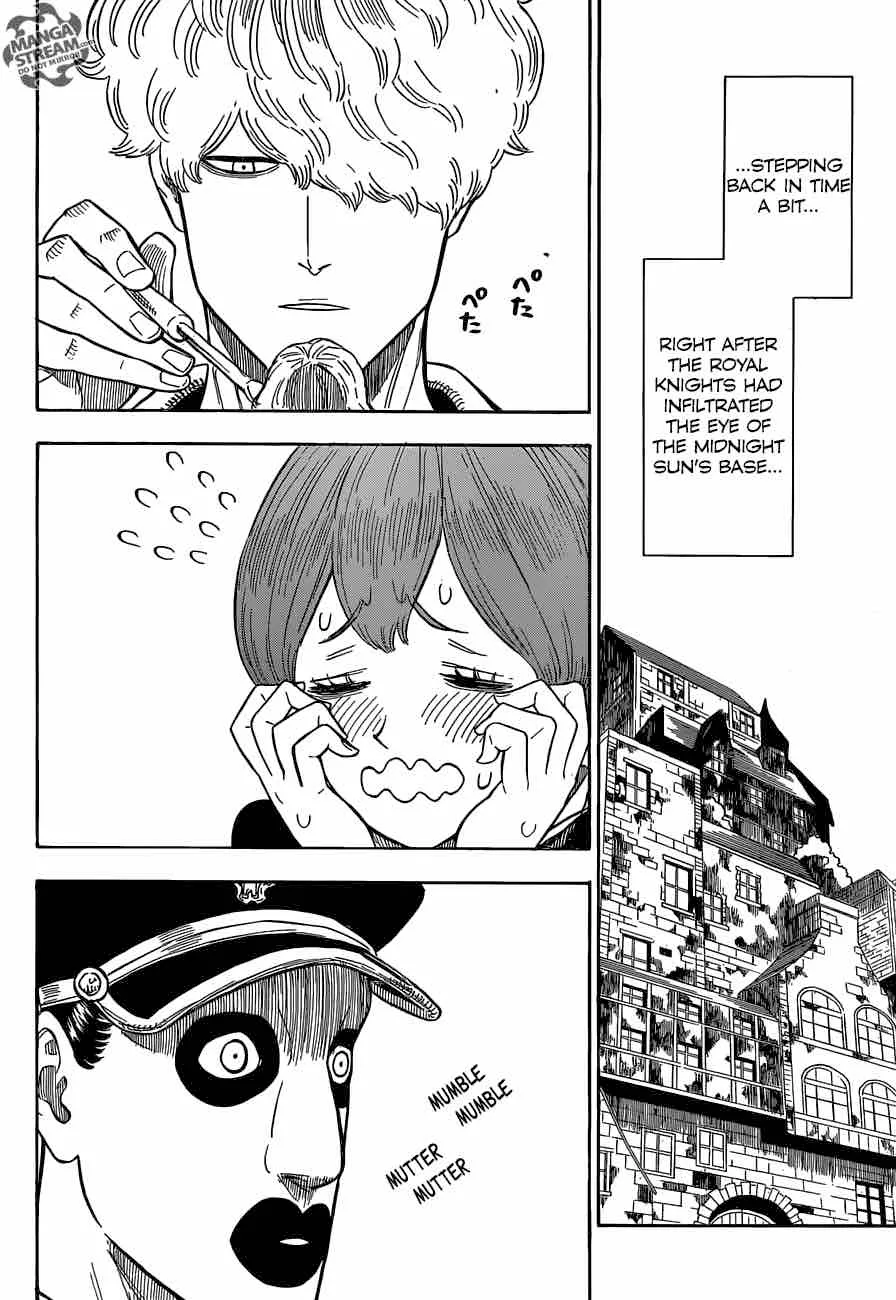 MANGA
STREAM.com
DO NOT MIRROR
...STEPPING
BACK IN TIME
A BIT...
RIGHT AFTER
THE ROYAL
KNIGHTS HAD
INFILTRATED
THE EYE OF
THE MIDNIGHT
SUN'S BASE...
ぺた
ぺた
MUMBLE
MUMBLE
MUTTER
MUTTER